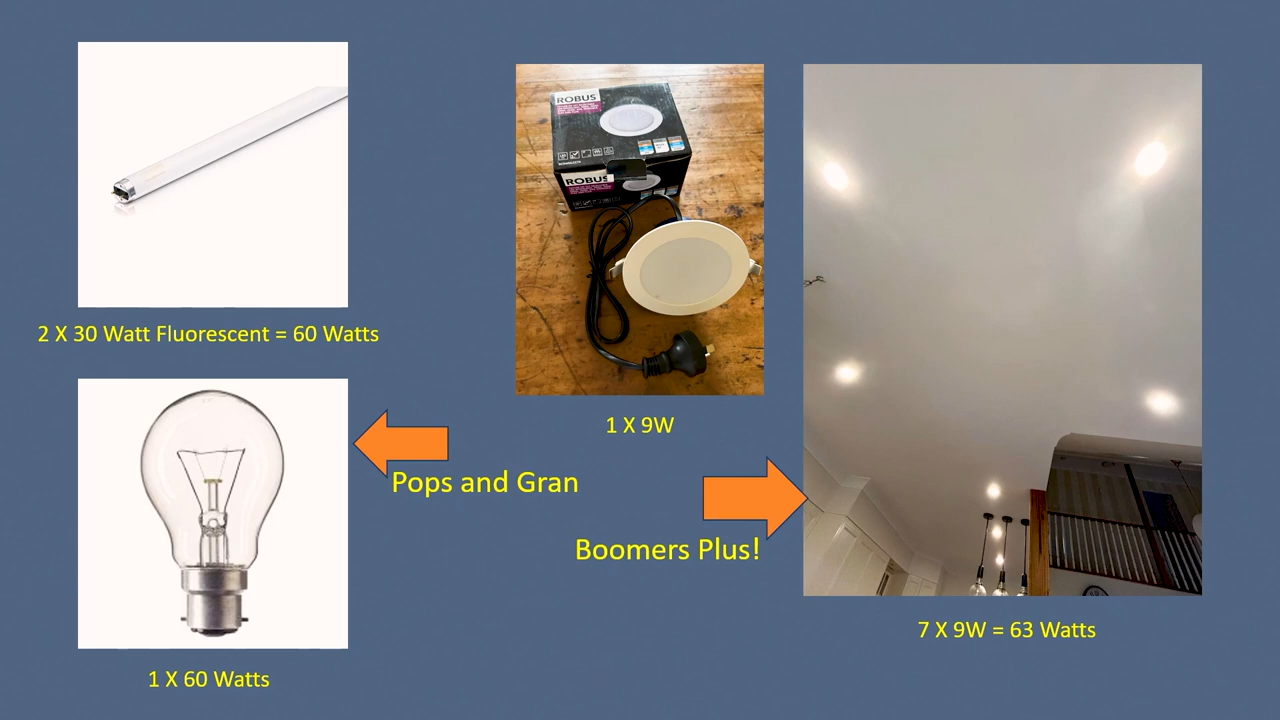 2 X 30 Watt Fluorescent = 60 Watts
1 X 60 Watts
Pops and Gran
ROBUS
ROBUS
1 X 9W
Boomers Plus!
7 X 9W = 63 Watts